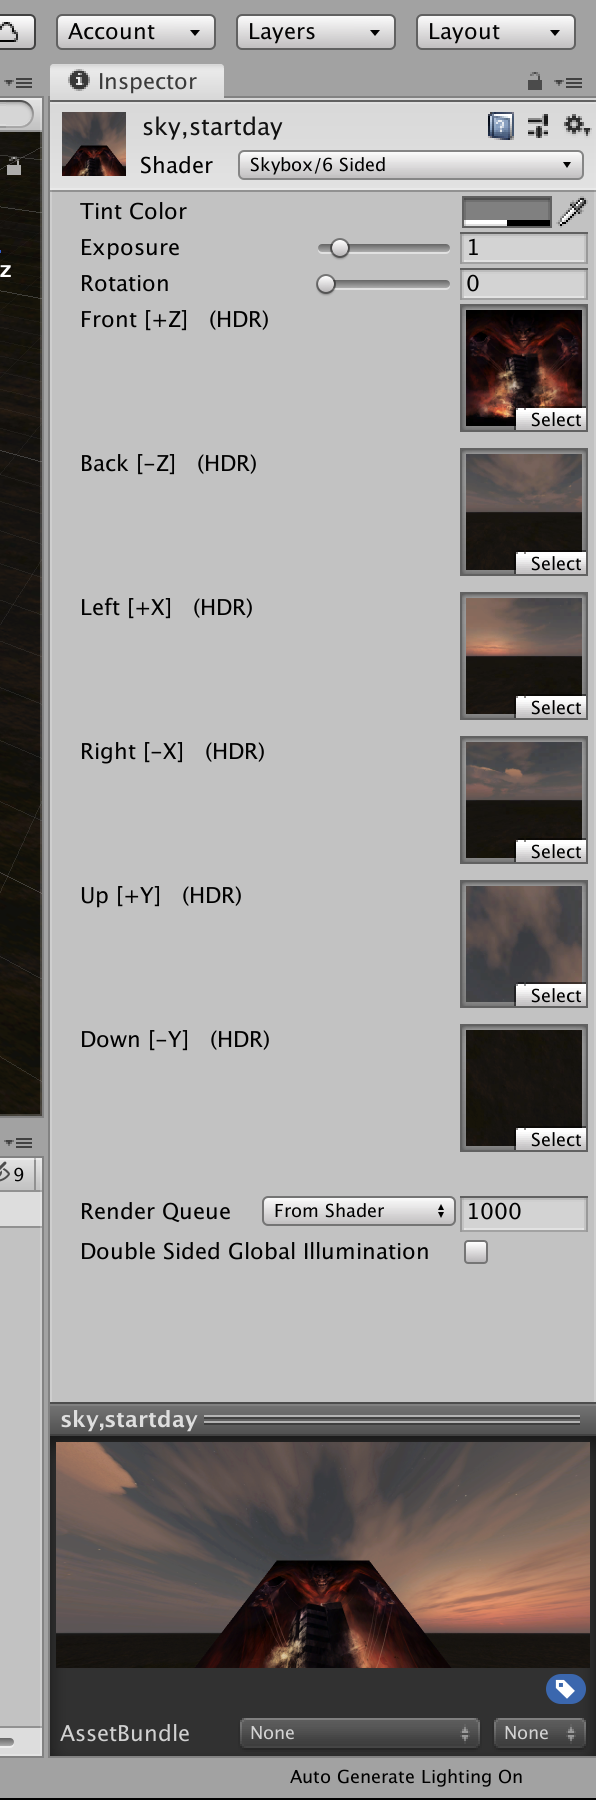 Account
Layers
Layout
Inspector
sky,startday
Shader
Skybox/6 Sided
z
Tint Color
Exposure
1
Rotation
0
Front [+Z] (HDR)
Select
Back [-Z] (HDR)
Select
Left [+X] (HDR)
Select
Right [-X] (HDR)
Select
Up [+Y] (HDR)
Select
Down [-Y] (HDR)
Select
9
Render Queue
From Shader
1000
Double Sided Global Illumination
sky,startday
AssetBundle
None
None
Auto Generate Lighting On